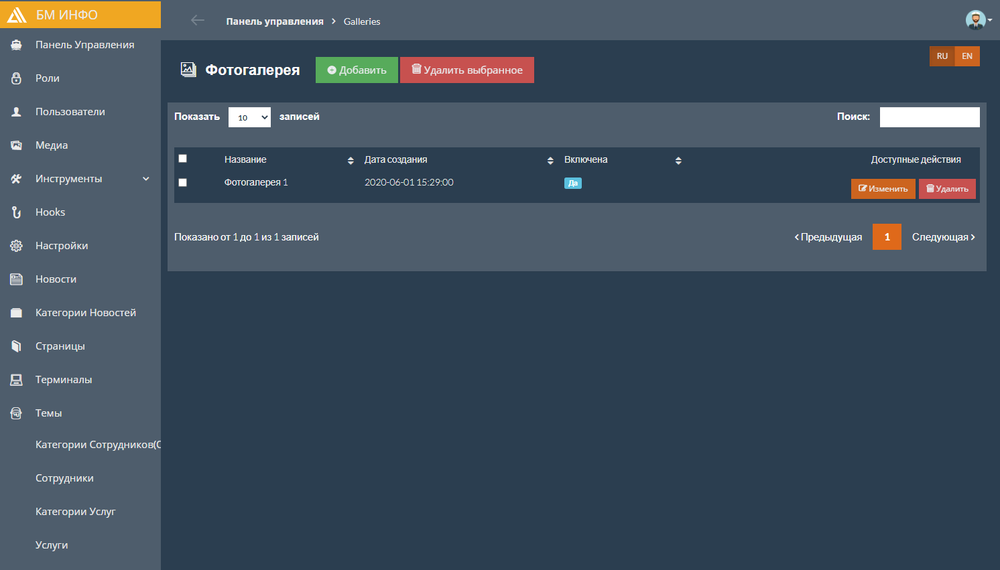 БМ ИНФО
Панель управления > Galleries
Панель Управления
Роли
Пользователи
Медиа
Инструменты
Hooks
Настройки
Новости
Категории Новостей
Страницы
Терминалы
Темы
Категории Сотрудников(С
Сотрудники
Категории Услуг
Услуги
RU EN
Фотогалерея Добавить Удалить выбранное
Показать 10 записей Поиск:
Название Дата создания Включена Доступные действия
Фотогалерея 1 2020-06-01 15:29:00 Да Изменить Удалить
Показано от 1 до 1 из 1 записей ‹ Предыдущая 1 Следующая ›